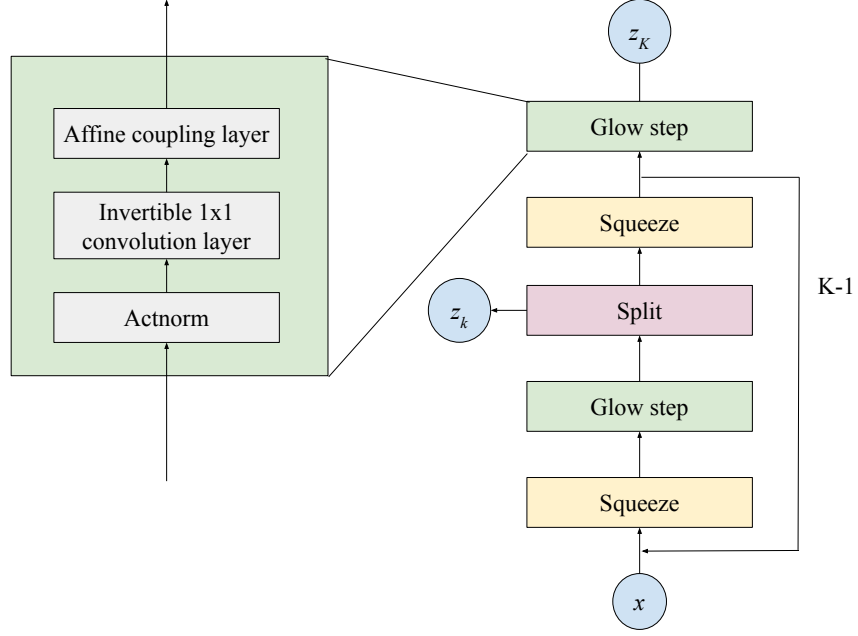 Affine coupling layer
Invertible 1x1
convolution layer
Actnorm
z_K
Glow step
Squeeze
K-1
z_k
Split
Glow step
Squeeze
x